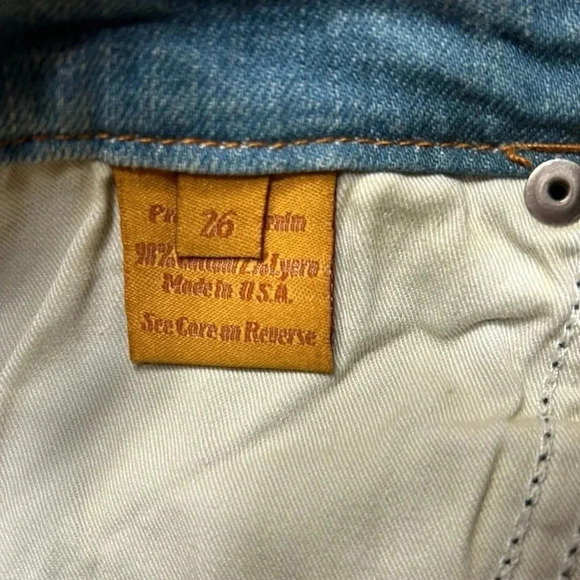 26
98% Cotton 2% Lycra
Made in U.S.A.
See Care on Reverse